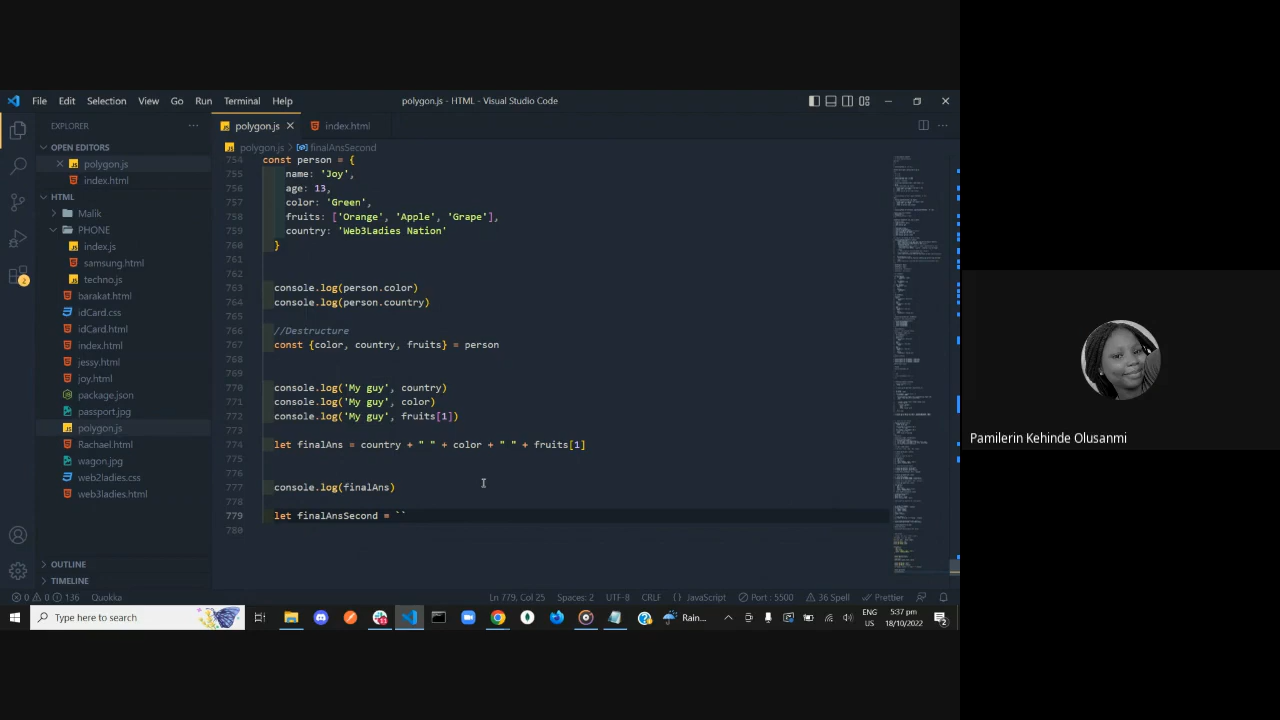 File Edit Selection View Go Run Terminal Help
polygon.js - HTML - Visual Studio Code
EXPLORER
OPEN EDITORS
polygon.js
index.html
HTML
Malik
PHONE
index.js
samsung.html
techno.js
barakat.html
idCard.css
idCard.html
index.html
jessy.html
joy.html
package.json
passport.jpg
polygon.js
Rachael.html
wagon.jpg
web2ladies.css
web3ladies.html
OUTLINE
TIMELINE
polygon.js index.html
polygon.js > finalAnsSecond
754 const person = {
755 name: 'Joy',
756 age: 13,
757 color: 'Green',
758 fruits: ['Orange', 'Apple', 'Grape'],
759 country: 'Web3Ladies Nation'
760 }
761
762
763 console.log(person.color)
764 console.log(person.country)
765
766 //Destructure
767 const {color, country, fruits} = person
768
769
770 console.log('My guy', country)
771 console.log('My guy', color)
772 console.log('My guy', fruits[1])
773
774 let finalAns = country + " " + color + " " + fruits[1]
775
776
777 console.log(finalAns)
778
779 let finalAnsSecond = ``
780
0 0 136 Quokka
Ln 779, Col 25 Spaces: 2 UTF-8 CRLF {} JavaScript Port : 5500 36 Spell Prettier
Type here to search
Rain...
ENG
US
5:37 pm
18/10/2022
2
Pamilerin Kehinde Olusanmi